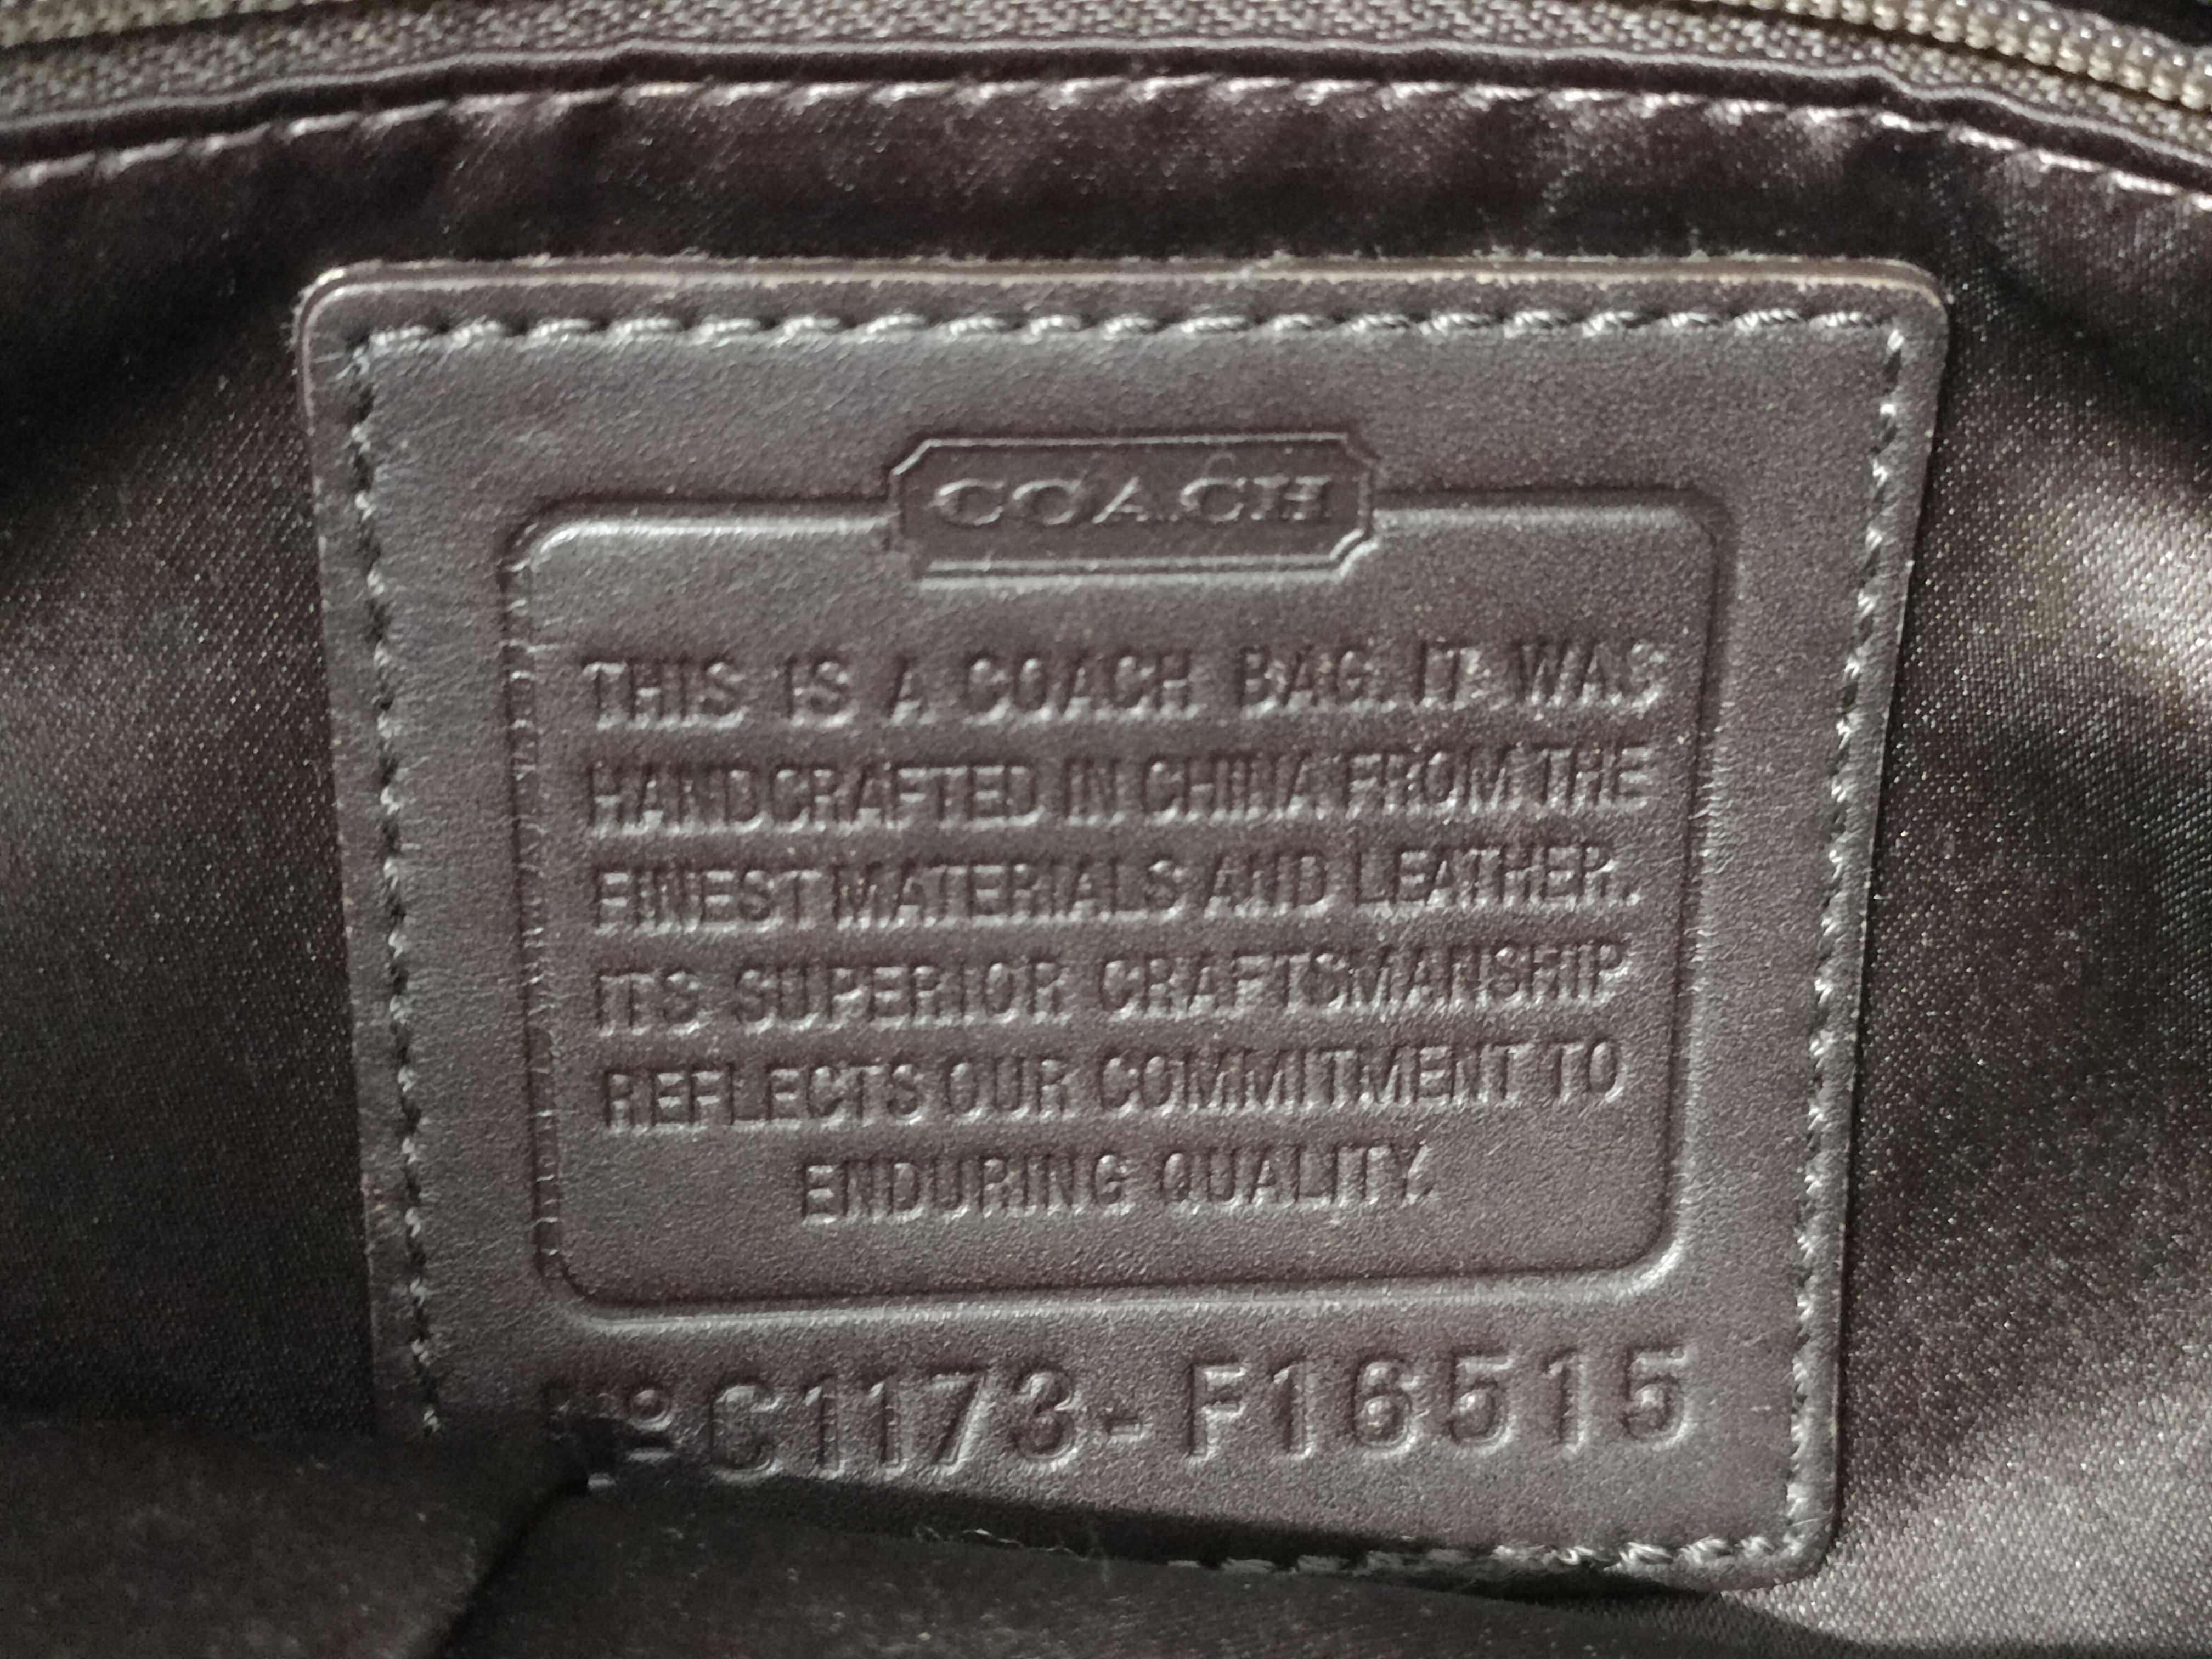 COACH
THIS IS A COACH BAG. IT WAS
HANDCRAFTED IN CHINA FROM THE
FINEST MATERIALS AND LEATHER.
ITS SUPERIOR CRAFTSMANSHIP
REFLECTS OUR COMMITMENT TO
ENDURING QUALITY.
Nº C1173-F16515